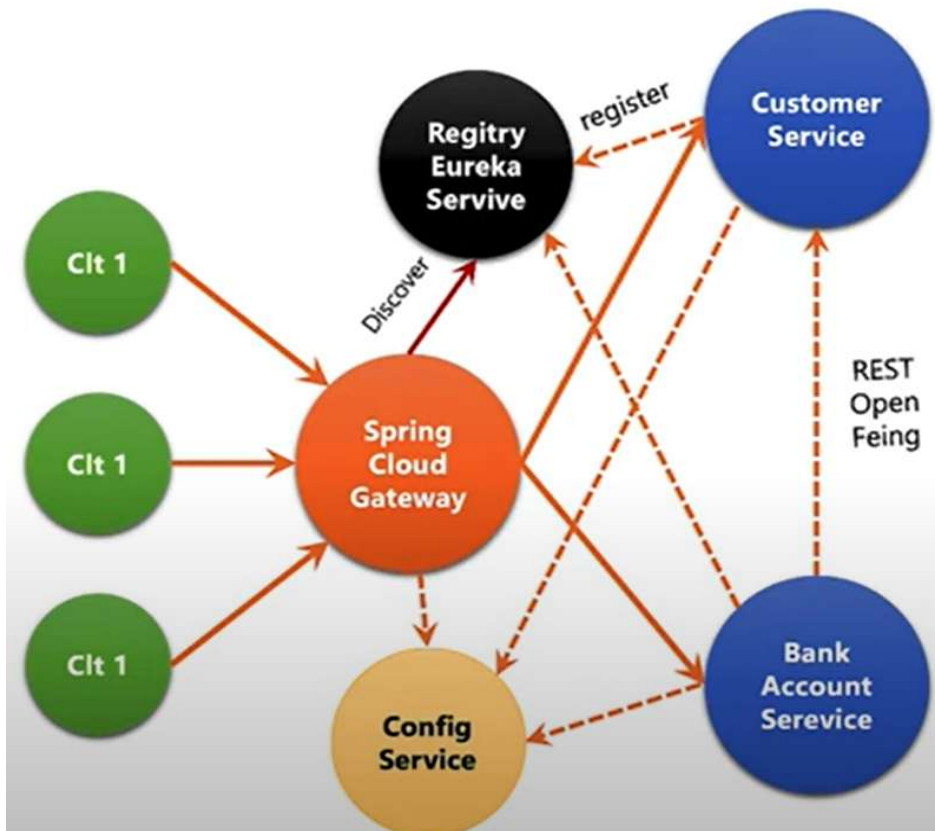 Customer
Service
register
Regitry
Eureka
Servive
Clt 1
Discover
REST
Open
Feing
Spring
Cloud
Gateway
Clt 1
Clt 1
Bank
Account
Serevice
Config
Service